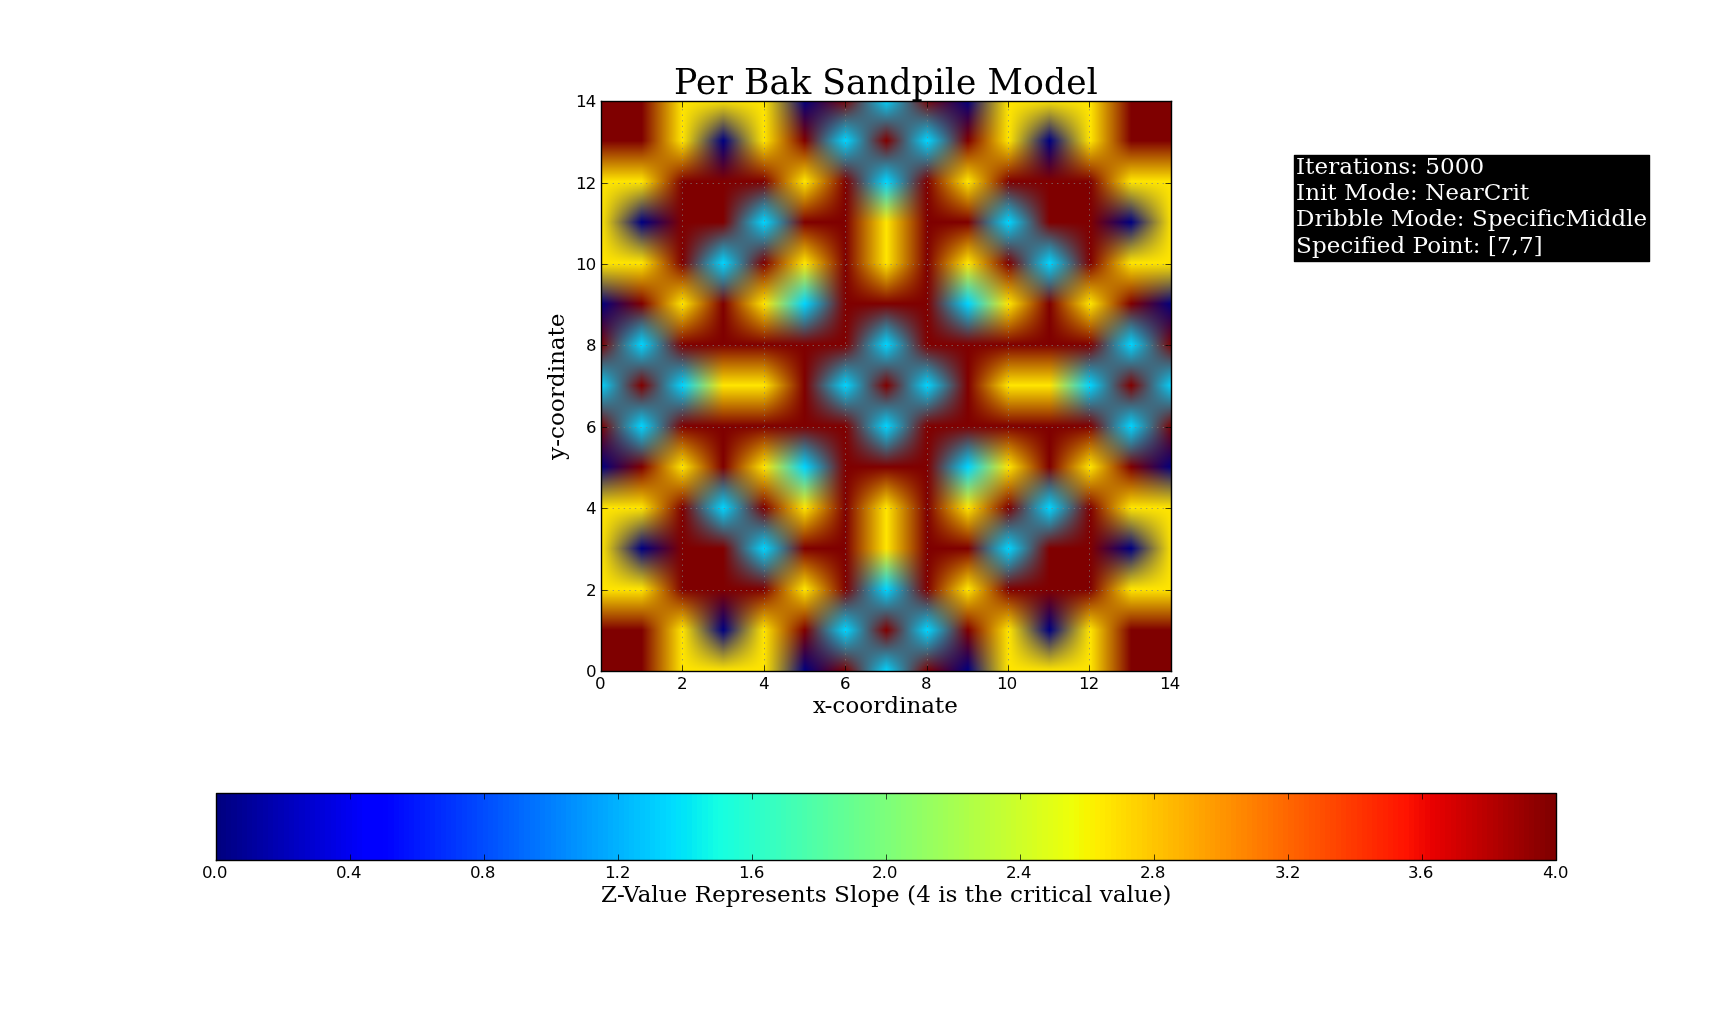 Per Bak Sandpile Model
14
12
10
8
6
4
2
0
y-coordinate
0 2 4 6 8 10 12 14
x-coordinate
Iterations: 5000
Init Mode: NearCrit
Dribble Mode: SpecificMiddle
Specified Point: [7,7]
0.0 0.4 0.8 1.2 1.6 2.0 2.4 2.8 3.2 3.6 4.0
Z-Value Represents Slope (4 is the critical value)